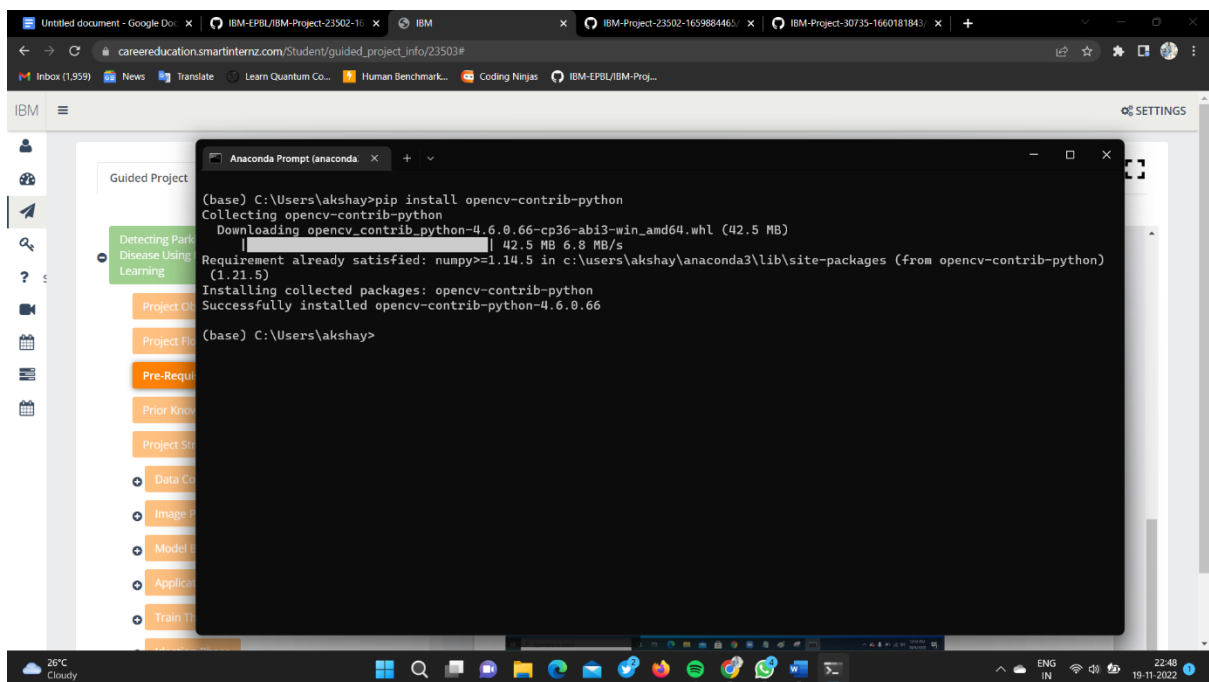 Untitled document - Google Doc
IBM-EPBL/IBM-Project-23502-16
IBM
IBM-Project-23502-1659884465/
IBM-Project-30735-1660181843/
careereducation.smartinternz.com/Student/guided_project_info/23503#
Inbox (1,959) News Translate Learn Quantum Co... Human Benchmark... Coding Ninjas IBM-EPBL/IBM-Proj...
IBM
SETTINGS
Guided Project
Detecting Park
Disease Using
Learning
Project Ob
Project Flo
Pre-Requi
Prior Know
Project Str
Data Co
Image P
Model B
Applicat
Train Th
Anaconda Prompt (anaconda
(base) C:\Users\akshay>pip install opencv-contrib-python
Collecting opencv-contrib-python
Downloading opencv_contrib_python-4.6.0.66-cp36-abi3-win_amd64.whl (42.5 MB)
| | 42.5 MB 6.8 MB/s
Requirement already satisfied: numpy>=1.14.5 in c:\users\akshay\anaconda3\lib\site-packages (from opencv-contrib-python)
(1.21.5)
Installing collected packages: opencv-contrib-python
Successfully installed opencv-contrib-python-4.6.0.66
(base) C:\Users\akshay>
26°C
Cloudy
ENG
IN
22:48
19-11-2022
1